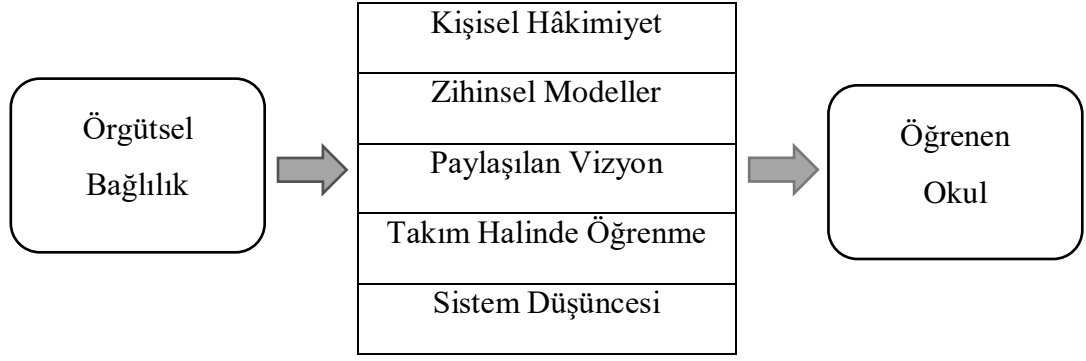 Örgütsel
Bağlılık
Kişisel Hâkimiyet
Zihinsel Modeller
Paylaşılan Vizyon
Takım Halinde Öğrenme
Sistem Düşüncesi
Öğrenen
Okul